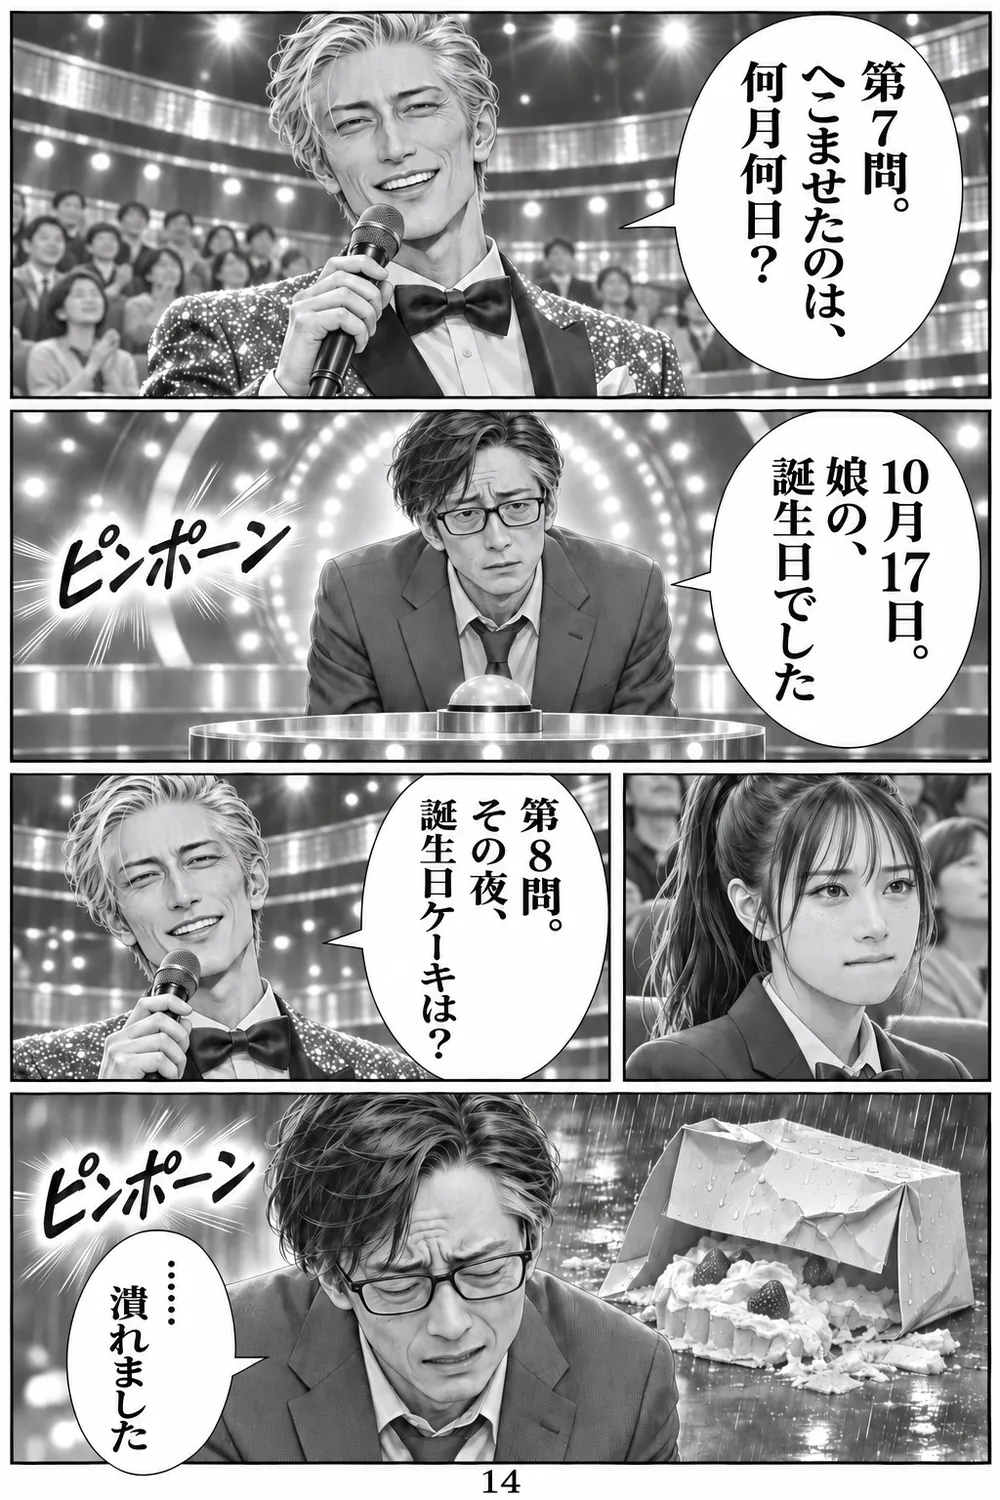 第7問。
へこませたのは、
何月何日？
10月17日。
娘の、
誕生日でした
ピンポーン
第8問。
その夜、
誕生日ケーキは？
ピンポーン
……
潰れました
14